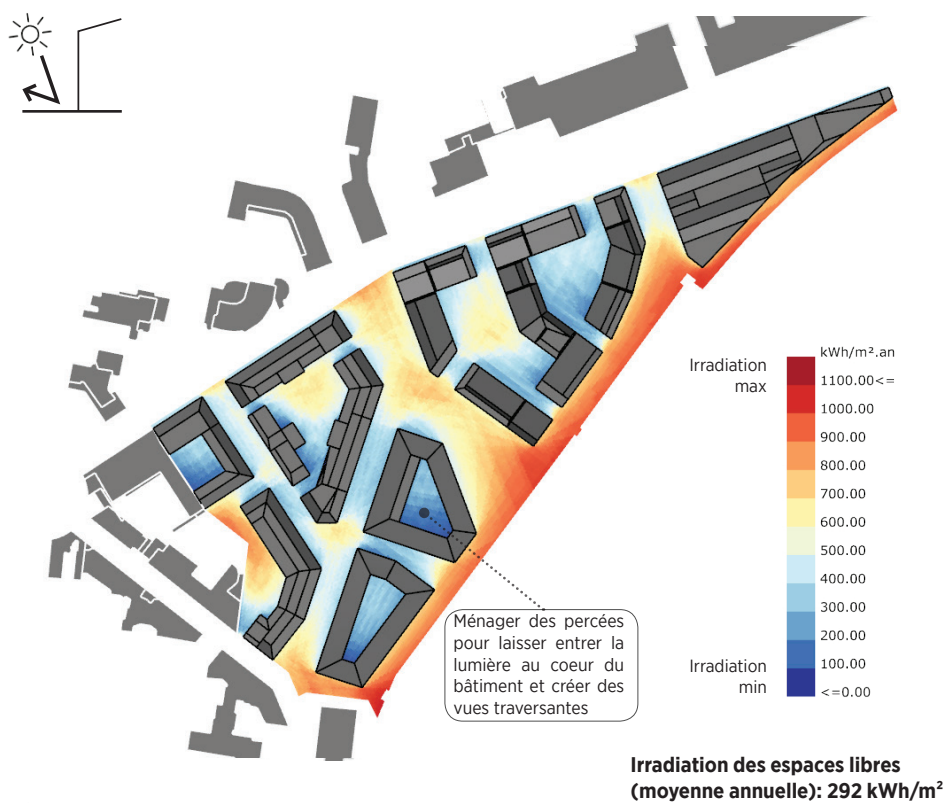 Irradiation
max
kWh/m².an
1100.00<=
1000.00
900.00
800.00
700.00
600.00
500.00
400.00
300.00
200.00
100.00
<=0.00
Irradiation
min
Ménager des percées
pour laisser entrer la
lumière au coeur du
bâtiment et créer des
vues traversantes
Irradiation des espaces libres
(moyenne annuelle): 292 kWh/m²